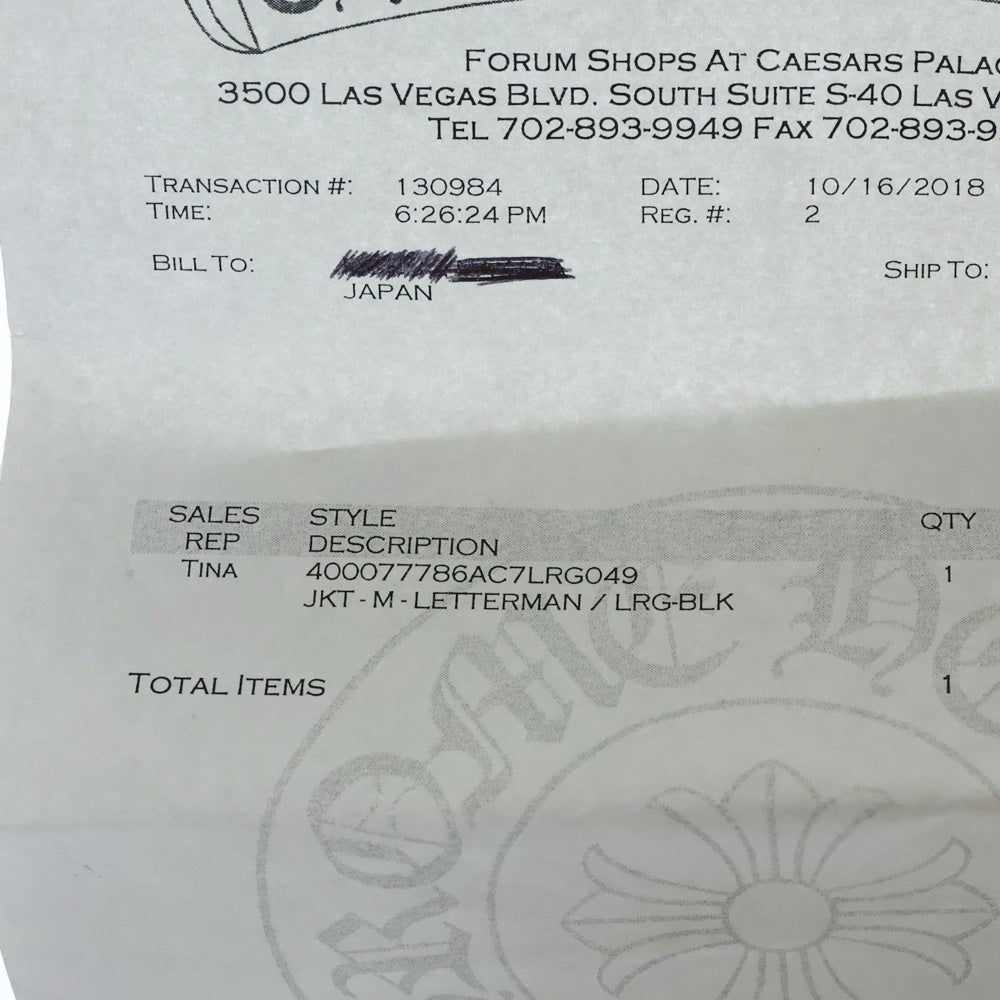 FORUM SHOPS AT CAESARS
3500 LAS VEGAS BLVD. SOUTH SUITE S-40 LAS
TEL 702-893-9949 FAX 702-893-9
TRANSACTION #: 130984 DATE: 10/16/2018
TIME: 6:26:24 PM REG. #: 2
BILL TO: SHIP TO:
JAPAN
SALES STYLE QTY
REP DESCRIPTION
TINA 400077786AC7LRG049 1
JKT - M - LETTERMAN / LRG-BLK
TOTAL ITEMS 1